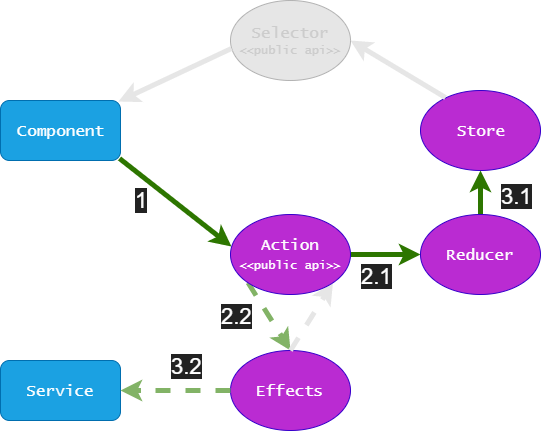 Selector
<<public api>>
Component
Store
1
3.1
Action
<<public api>>
Reducer
2.1
2.2
3.2
Service
Effects